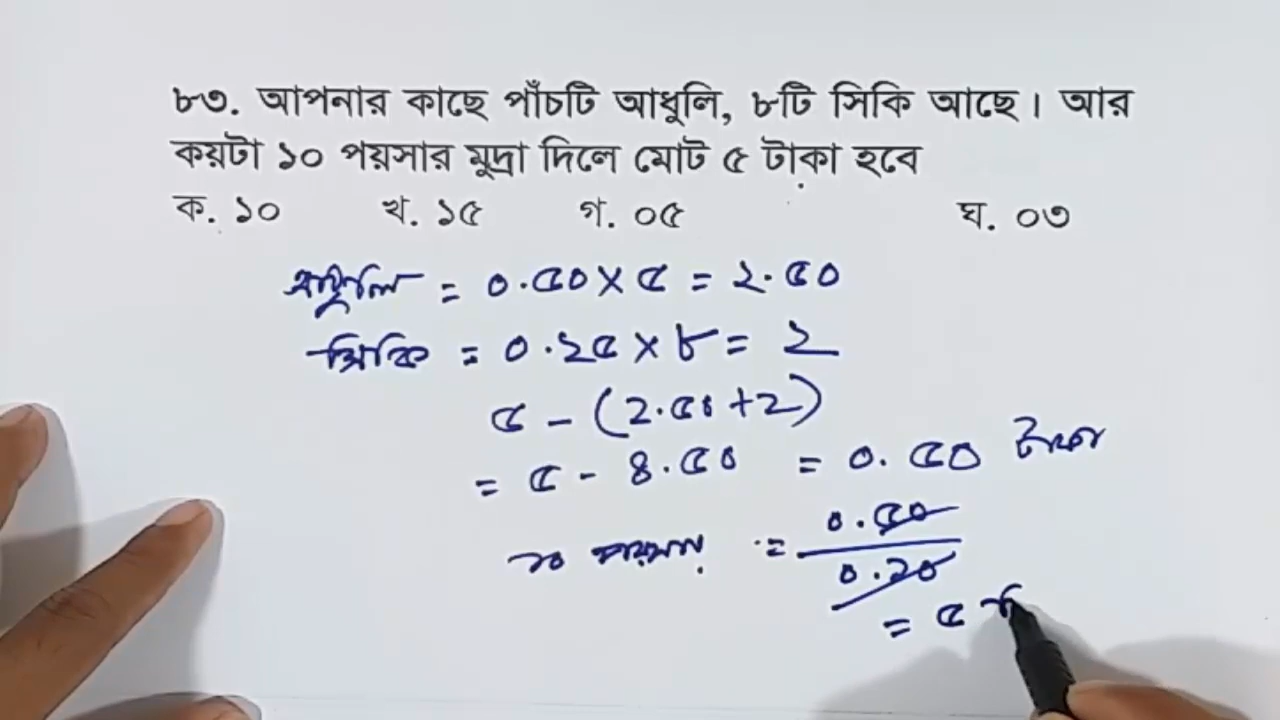 ৮৩. আপনার কাছে পাঁচটি আধুলি, ৮টি সিকি আছে। আর
কয়টা ১০ পয়সার মুদ্রা দিলে মোট ৫ টাকা হবে
ক. ১০ খ. ১৫ গ. ০৫ ঘ. ০৩
আধুলি = ০.৫০ × ৫ = ২.৫০
সিকি = ০.২৫ × ৮ = ২
৫ - (২.৫০ + ২)
= ৫ - ৪.৫০ = ০.৫০ টাকা
১০ পয়সার = ০.৫০
০.১০
= ৫ টি